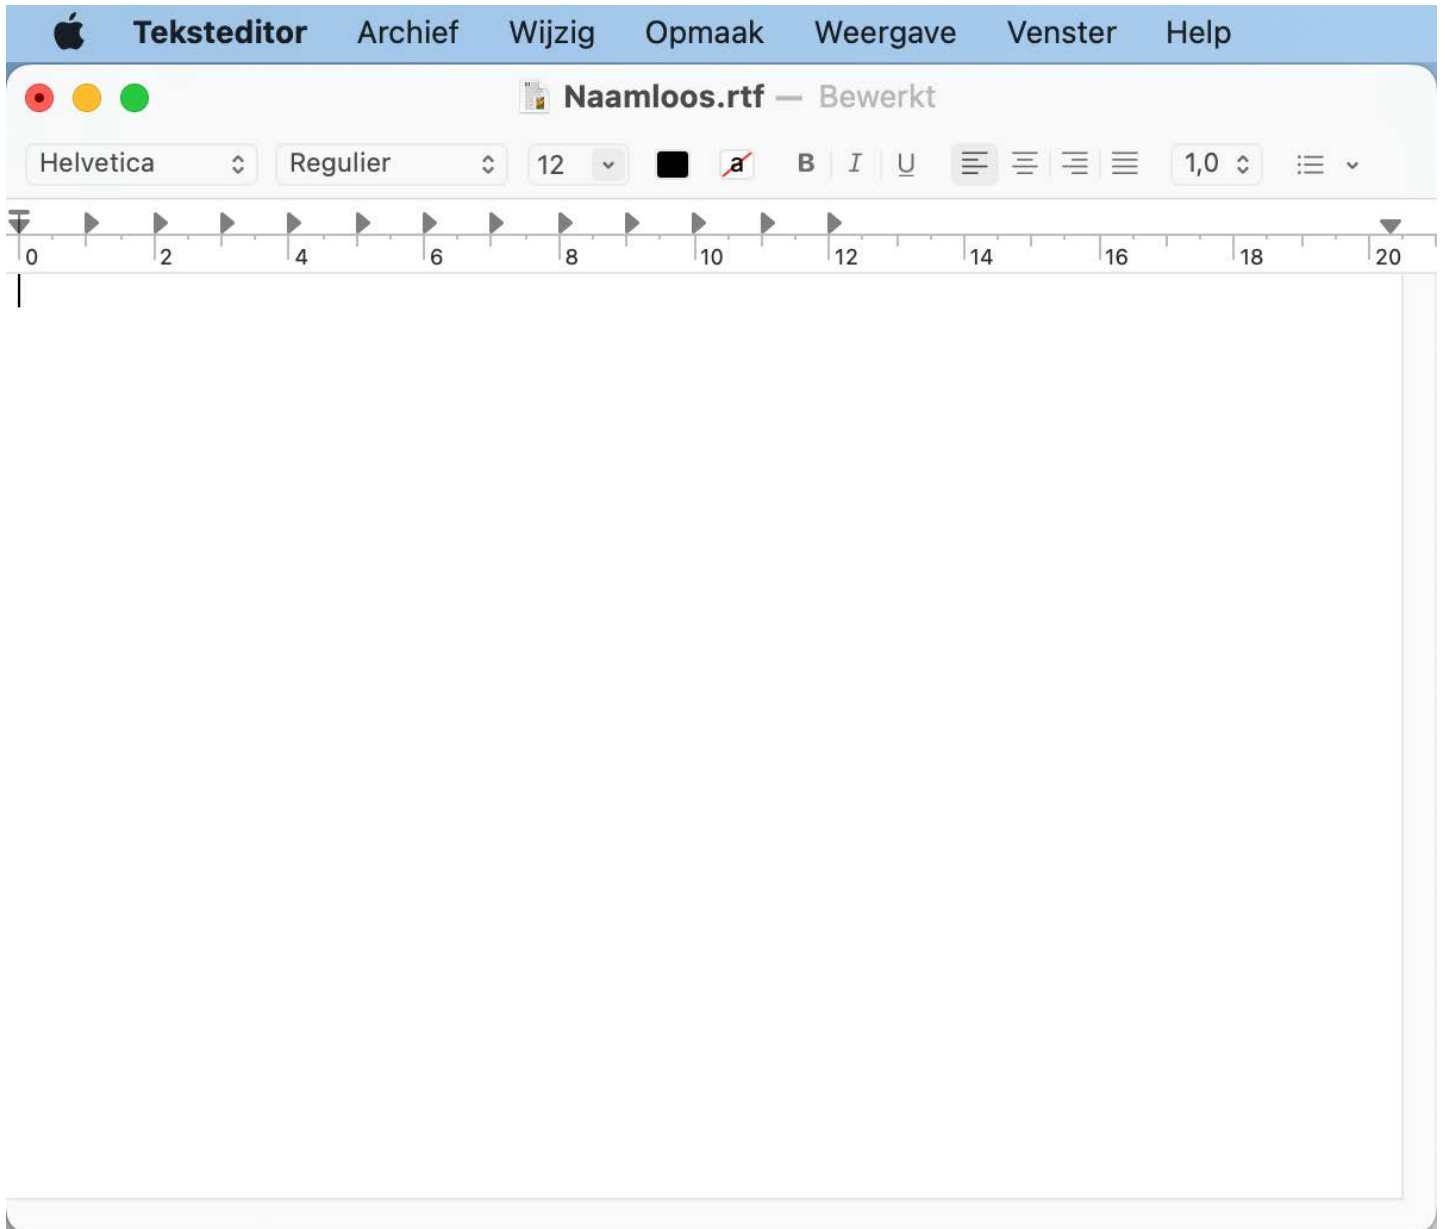 Teksteditor Archief Wijzig Opmaak Weergave Venster Help
Naamloos.rtf — Bewerkt
Helvetica Regulier 12 a B I U 1,0
0 2 4 6 8 10 12 14 16 18 20